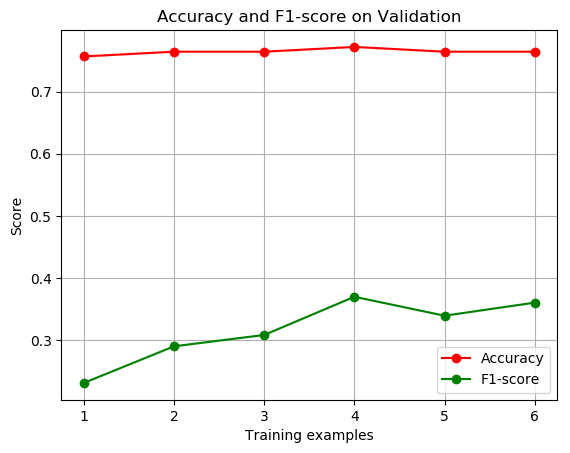 Accuracy and F1-score on Validation
Score
0.7
0.6
0.5
0.4
0.3
1 2 3 4 5 6
Training examples
Accuracy
F1-score